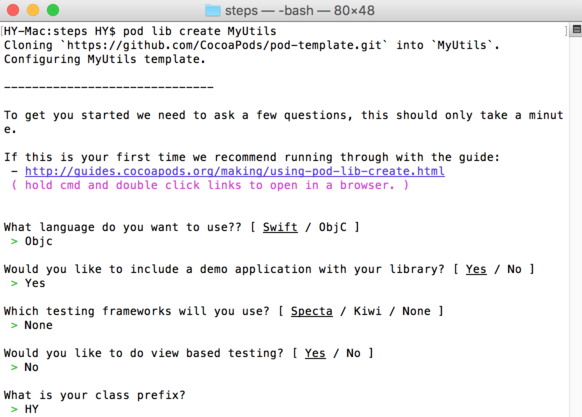 steps — -bash — 80×48
[HY-Mac:steps HY$ pod lib create MyUtils ]
Cloning `https://github.com/CocoaPods/pod-template.git` into `MyUtils`.
Configuring MyUtils template.
------------------------------
To get you started we need to ask a few questions, this should only take a minut
e.
If this is your first time we recommend running through with the guide:
- http://guides.cocoapods.org/making/using-pod-lib-create.html
( hold cmd and double click links to open in a browser. )
What language do you want to use?? [ Swift / ObjC ]
> Objc
Would you like to include a demo application with your library? [ Yes / No ]
> Yes
Which testing frameworks will you use? [ Specta / Kiwi / None ]
> None
Would you like to do view based testing? [ Yes / No ]
> No
What is your class prefix?
> HY